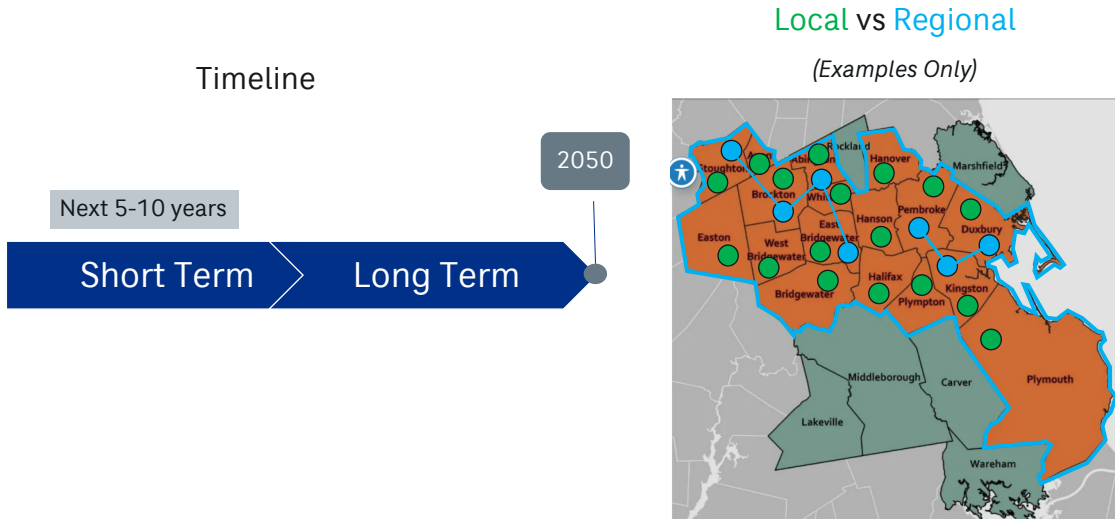 Timeline
2050
Next 5-10 years
Short Term
Long Term
Local vs Regional
(Examples Only)
Rockland
Marshfield
Hanover
Stoughton
Brockton
Pembroke
Duxbury
Hanson
Easton
West
Bridgewater
East
Bridgewater
Bridgewater
Halifax
Plympton
Kingston
Plymouth
Middleborough
Carver
Lakeville
Wareham